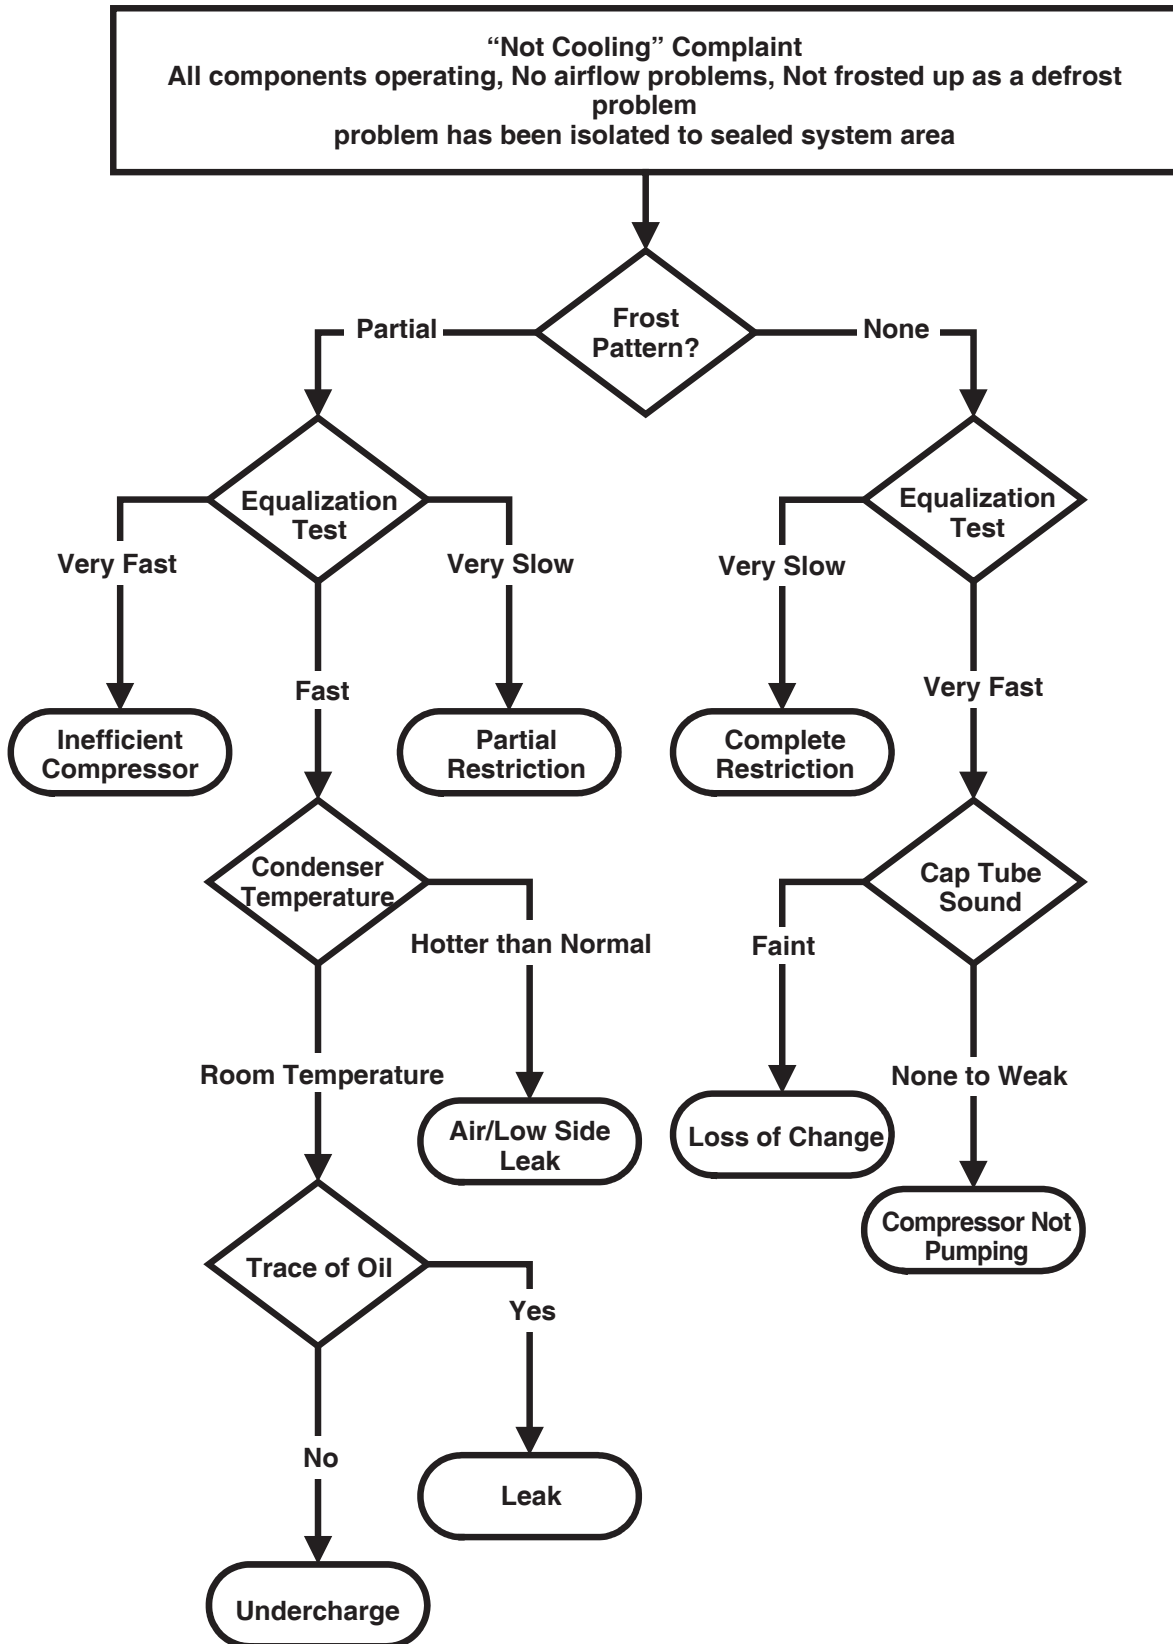 “Not Cooling” Complaint
All components operating, No airflow problems, Not frosted up as a defrost
problem
problem has been isolated to sealed system area
Frost
Pattern?
Partial
None
Equalization
Test
Equalization
Test
Very Fast
Very Slow
Very Slow
Fast
Very Fast
Inefficient
Compressor
Partial
Restriction
Complete
Restriction
Condenser
Temperature
Cap Tube
Sound
Hotter than Normal
Faint
Room Temperature
None to Weak
Air/Low Side
Leak
Loss of Change
Compressor Not
Pumping
Trace of Oil
Yes
No
Leak
Undercharge